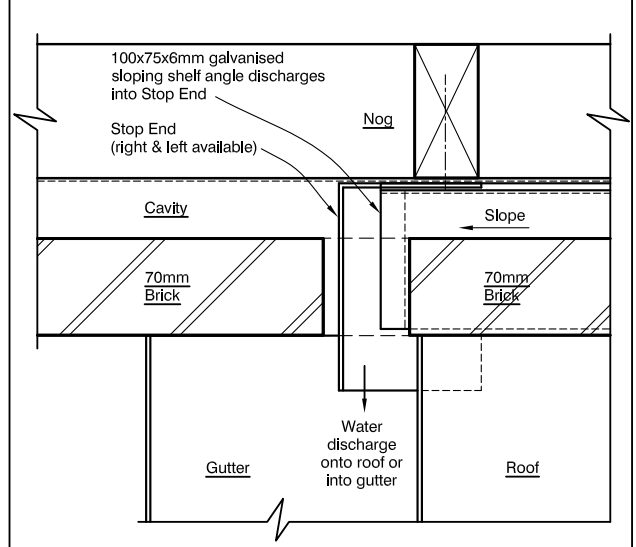 100x75x6mm galvanised
sloping shelf angle discharges
into Stop End
Nog
Stop End
(right & left available)
Cavity
Slope
70mm
Brick
70mm
Brick
Water
discharge
onto roof or
into gutter
Gutter
Roof